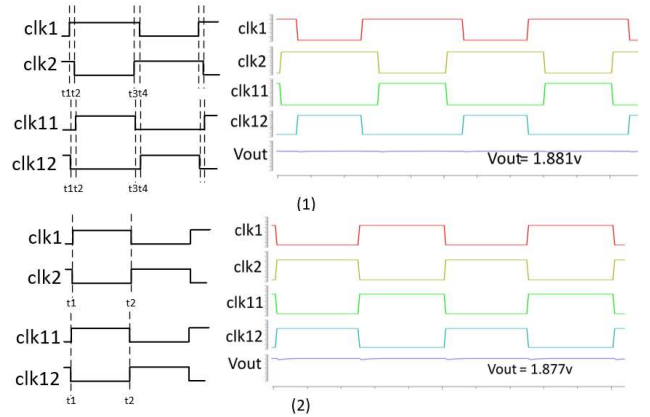 clk1
clk2
t1t2
t3t4
clk11
clk12
t1t2
t3t4
clk1
clk2
clk11
clk12
Vout
Vout= 1.881v
(1)
clk1
clk2
t1
t2
clk11
clk12
t1
t2
clk1
clk2
clk11
clk12
Vout
Vout = 1.877v
(2)